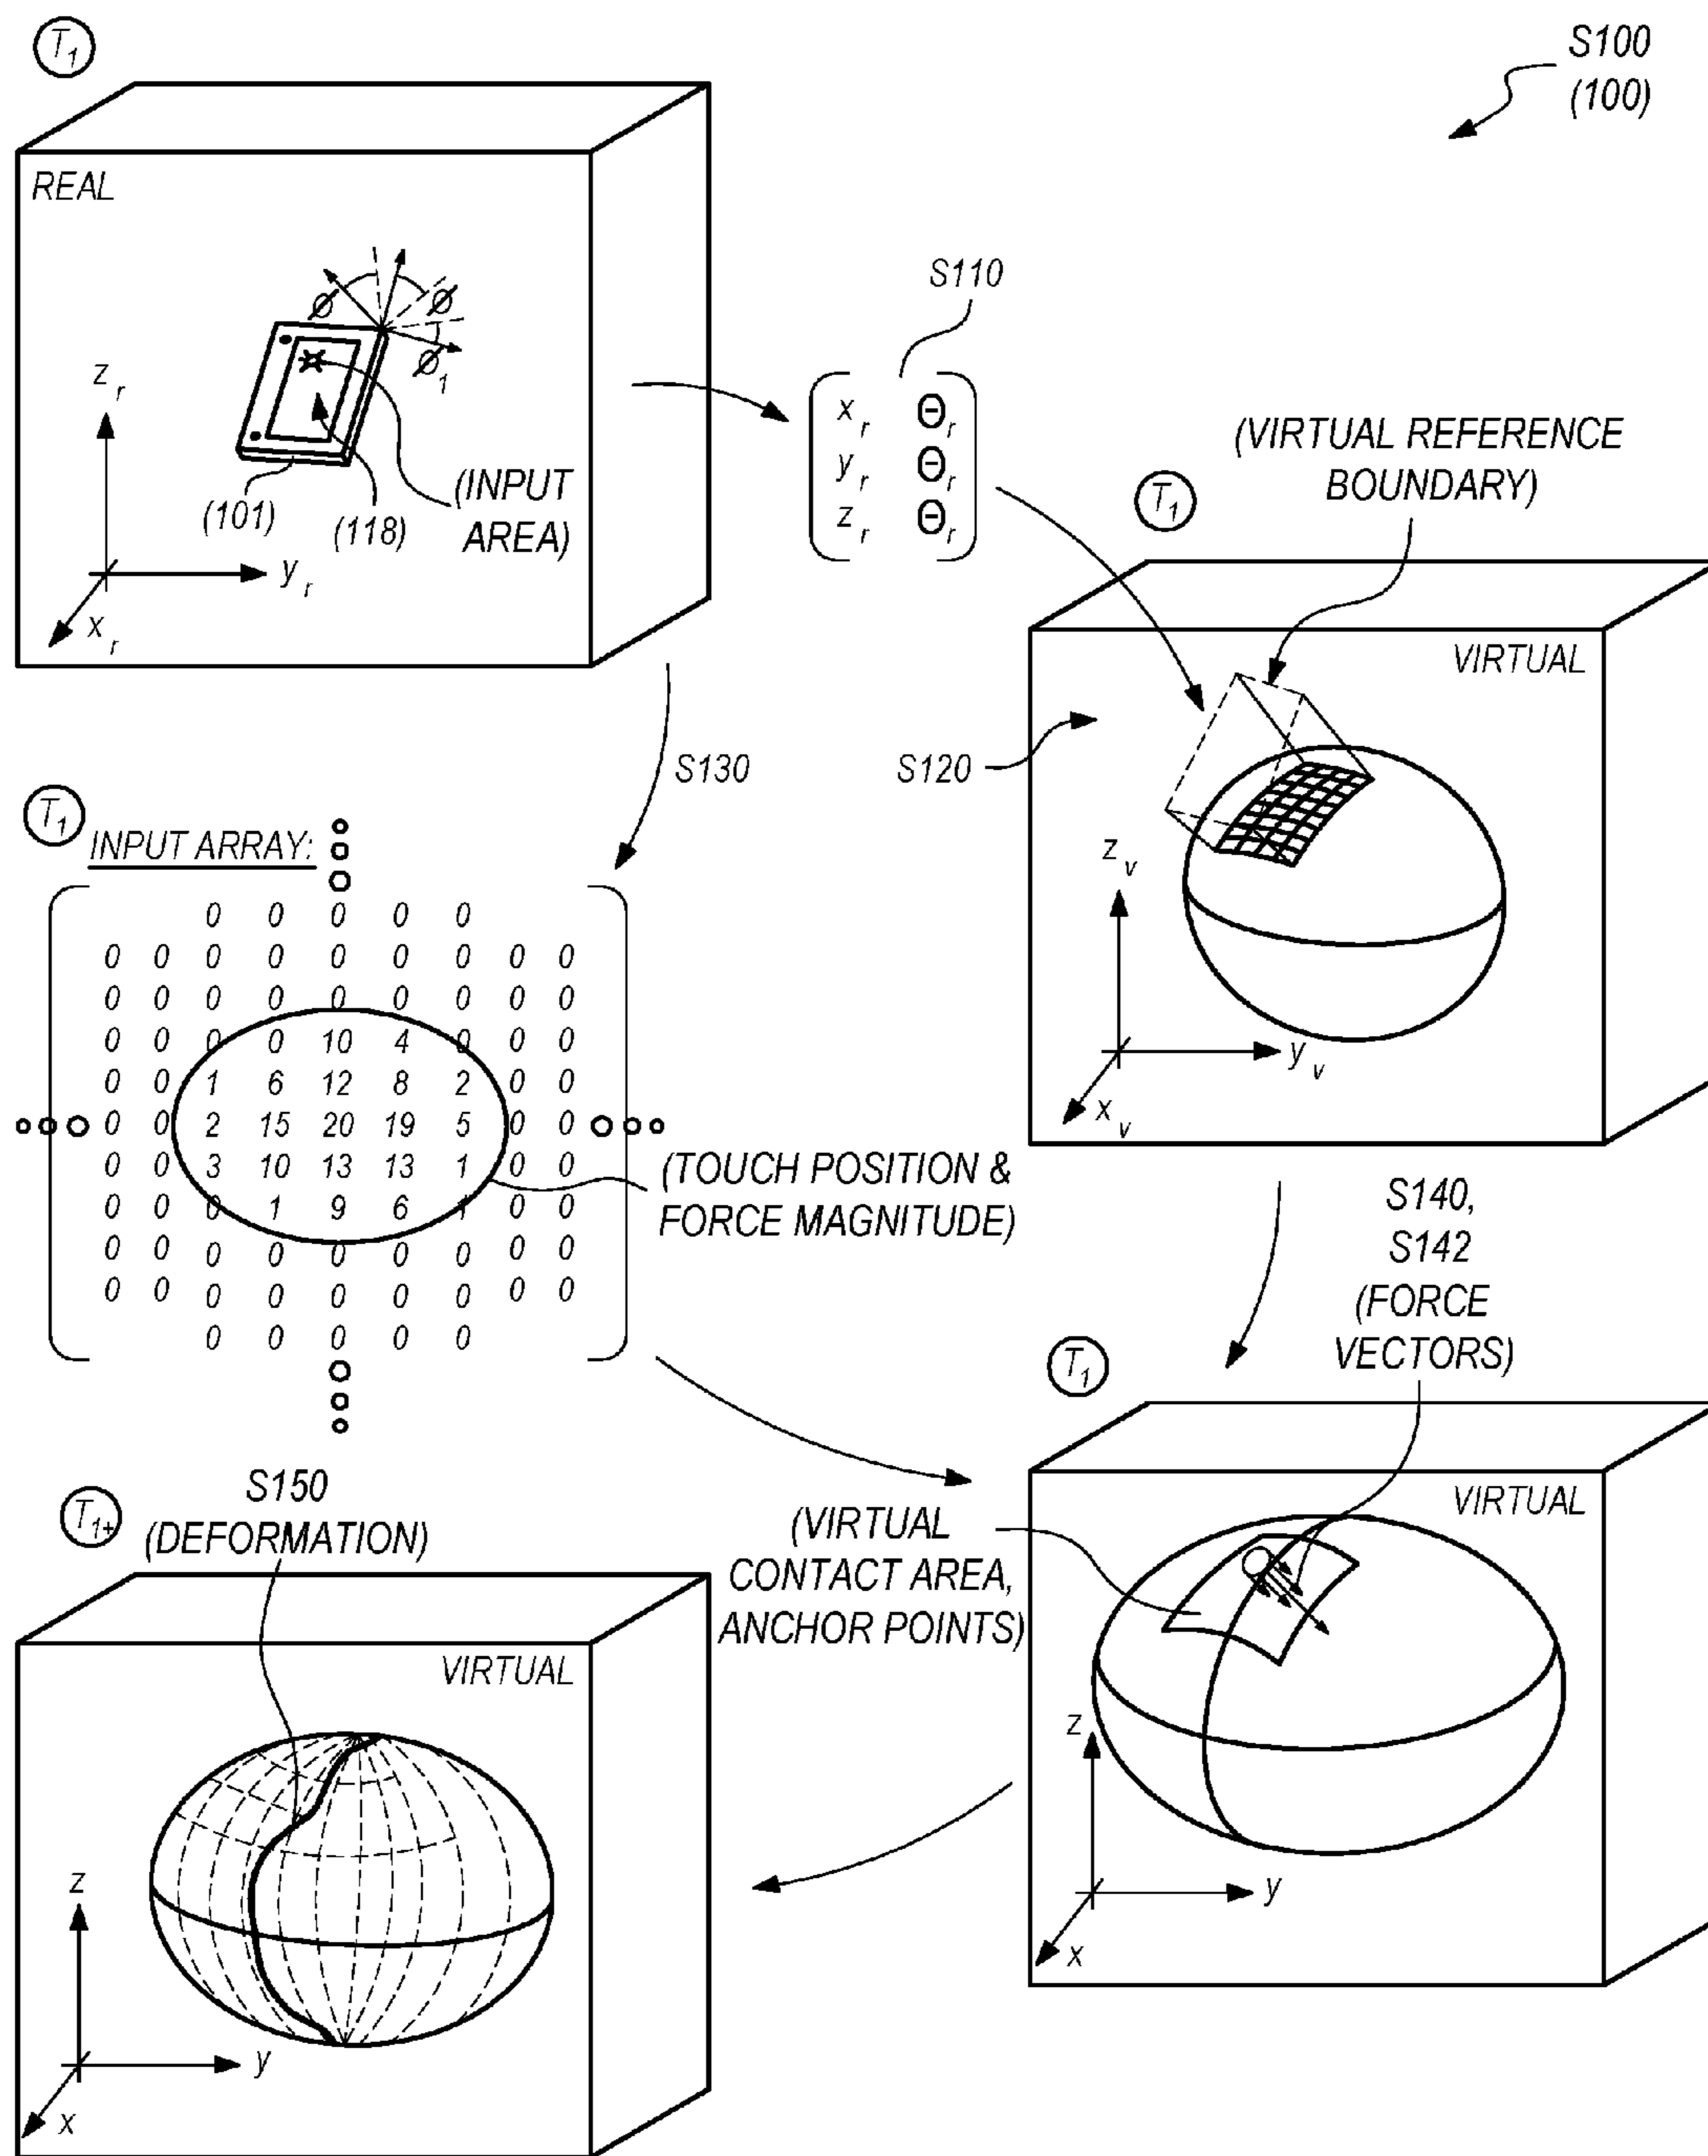 T1
S100
(100)
REAL
Ø Ø
Ø1
zr
(101)
(118)
(INPUT
AREA)
yr
xr
S110
xr Θr
yr Θr
zr Θr
(VIRTUAL REFERENCE
BOUNDARY)
T1
VIRTUAL
S120
zv
yv
xv
S130
T1
INPUT ARRAY:
0 0 0 0 0
0 0 0 0 0 0 0 0 0
0 0 0 0 0 0 0 0 0
0 0 0 0 10 4 0 0 0
0 0 1 6 12 8 2 0 0
0 0 2 15 20 19 5 0 0
0 0 3 10 13 13 1 0 0
0 0 0 1 9 6 1 0 0
0 0 0 0 0 0 0 0 0
0 0 0 0 0 0 0 0 0
0 0 0 0 0
(TOUCH POSITION &
FORCE MAGNITUDE)
S140,
S142
(FORCE
VECTORS)
T1
VIRTUAL
(VIRTUAL
CONTACT AREA,
ANCHOR POINTS)
z
y
x
T1+
S150
(DEFORMATION)
VIRTUAL
z
y
x